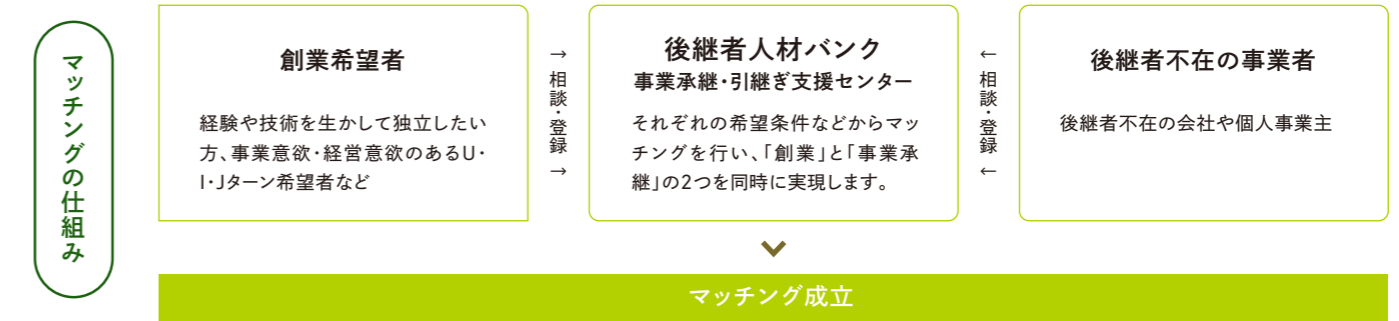 マッチングの仕組み
創業希望者
経験や技術を生かして独立したい
方、事業意欲・経営意欲のあるU・
I・Jターン希望者など
→
相談・登録
→
後継者人材バンク
事業承継・引継ぎ支援センター
それぞれの希望条件などからマッ
チングを行い、「創業」と「事業承
継」の2つを同時に実現します。
←
相談・登録
←
後継者不在の事業者
後継者不在の会社や個人事業主
マッチング成立